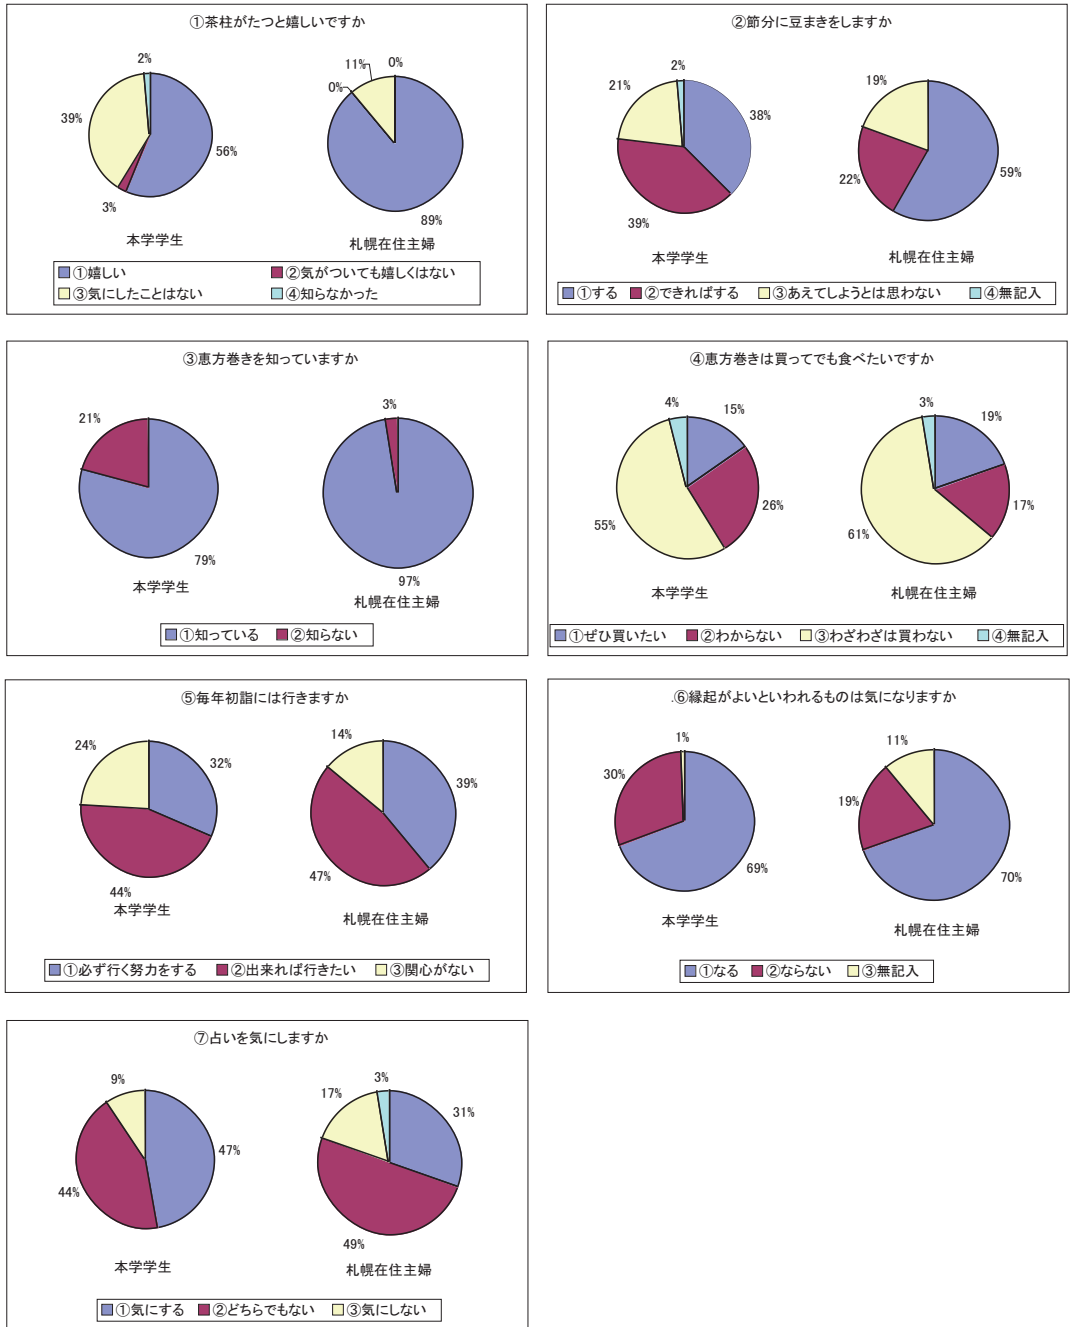 ①茶柱がたつと嬉しいですか
2%
39%
56%
3%
本学学生
0%
11%
0%
89%
札幌在住主婦
①嬉しい
②気がついても嬉しくはない
③気にしたことはない
④知らなかった
②節分に豆まきをしますか
2%
21%
38%
39%
本学学生
19%
22%
59%
札幌在住主婦
①する ②できればする ③あえてしようとは思わない ④無記入
③恵方巻きを知っていますか
21%
79%
本学学生
3%
97%
札幌在住主婦
①知っている ②知らない
④恵方巻きは買ってでも食べたいですか
4%
15%
26%
55%
本学学生
3%
19%
17%
61%
札幌在住主婦
①ぜひ買いたい ②わからない ③わざわざは買わない ④無記入
⑤毎年初詣には行きますか
24%
32%
44%
本学学生
14%
39%
47%
札幌在住主婦
①必ず行く努力をする ②出来れば行きたい ③関心がない
.⑥縁起がよいといわれるものは気になりますか
1%
30%
69%
本学学生
11%
19%
70%
札幌在住主婦
①なる ②ならない ③無記入
⑦占いを気にしますか
9%
47%
44%
本学学生
3%
17%
31%
49%
札幌在住主婦
①気にする ②どちらでもない ③気にしない